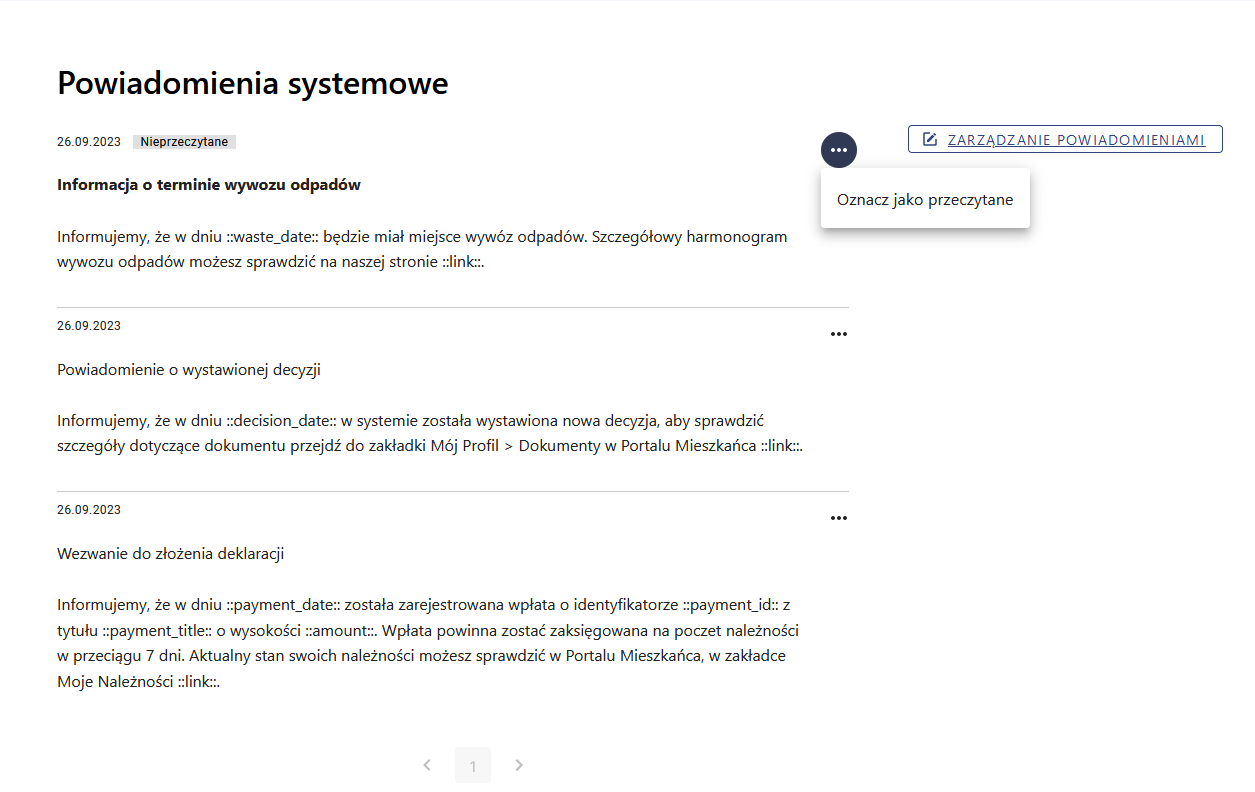 Powiadomienia systemowe
26.09.2023 Nieprzeczytane
ZARZĄDZANIE POWIADOMIENIAMI
Informacja o terminie wywozu odpadów
Oznacz jako przeczytane
Informujemy, że w dniu ::waste_date:: będzie miał miejsce wywóz odpadów. Szczegółowy harmonogram
wywozu odpadów możesz sprawdzić na naszej stronie ::link::.
26.09.2023
Powiadomienie o wystawionej decyzji
Informujemy, że w dniu ::decision_date:: w systemie została wystawiona nowa decyzja, aby sprawdzić
szczegóły dotyczące dokumentu przejdź do zakładki Mój Profil > Dokumenty w Portalu Mieszkańca ::link::.
26.09.2023
Wezwanie do złożenia deklaracji
Informujemy, że w dniu ::payment_date:: została zarejestrowana wpłata o identyfikatorze ::payment_id:: z
tytułu ::payment_title:: o wysokości ::amount::. Wpłata powinna zostać zaksięgowana na poczet należności
w przeciągu 7 dni. Aktualny stan swoich należności możesz sprawdzić w Portalu Mieszkańca, w zakładce
Moje Należności ::link::.
1